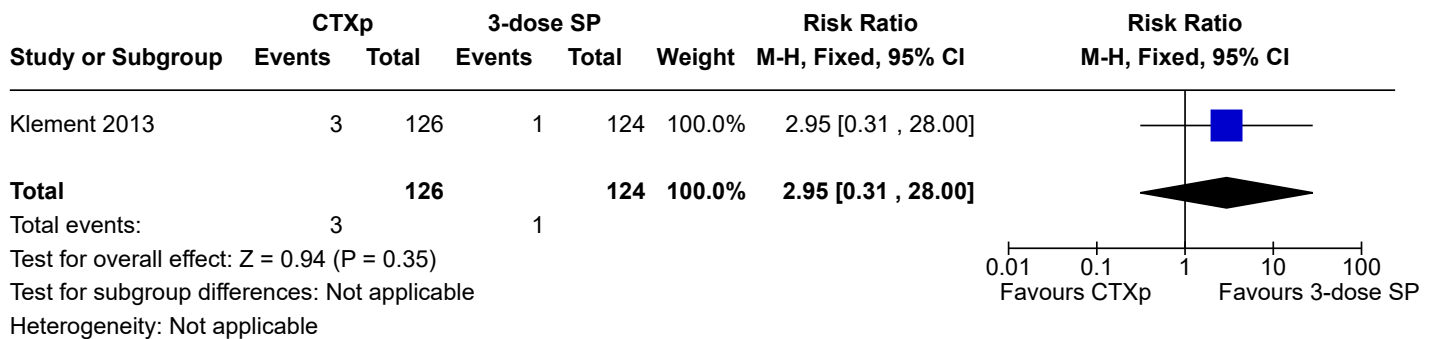 CTXp 3-dose SP Risk Ratio Risk Ratio
Study or Subgroup Events Total Events Total Weight M-H, Fixed, 95% CI M-H, Fixed, 95% CI
Klement 2013 3 126 1 124 100.0% 2.95 [0.31 , 28.00]
Total 126 124 100.0% 2.95 [0.31 , 28.00]
Total events: 3 1
Test for overall effect: Z = 0.94 (P = 0.35)
0.01 0.1 1 10 100
Test for subgroup differences: Not applicable Favours CTXp Favours 3-dose SP
Heterogeneity: Not applicable